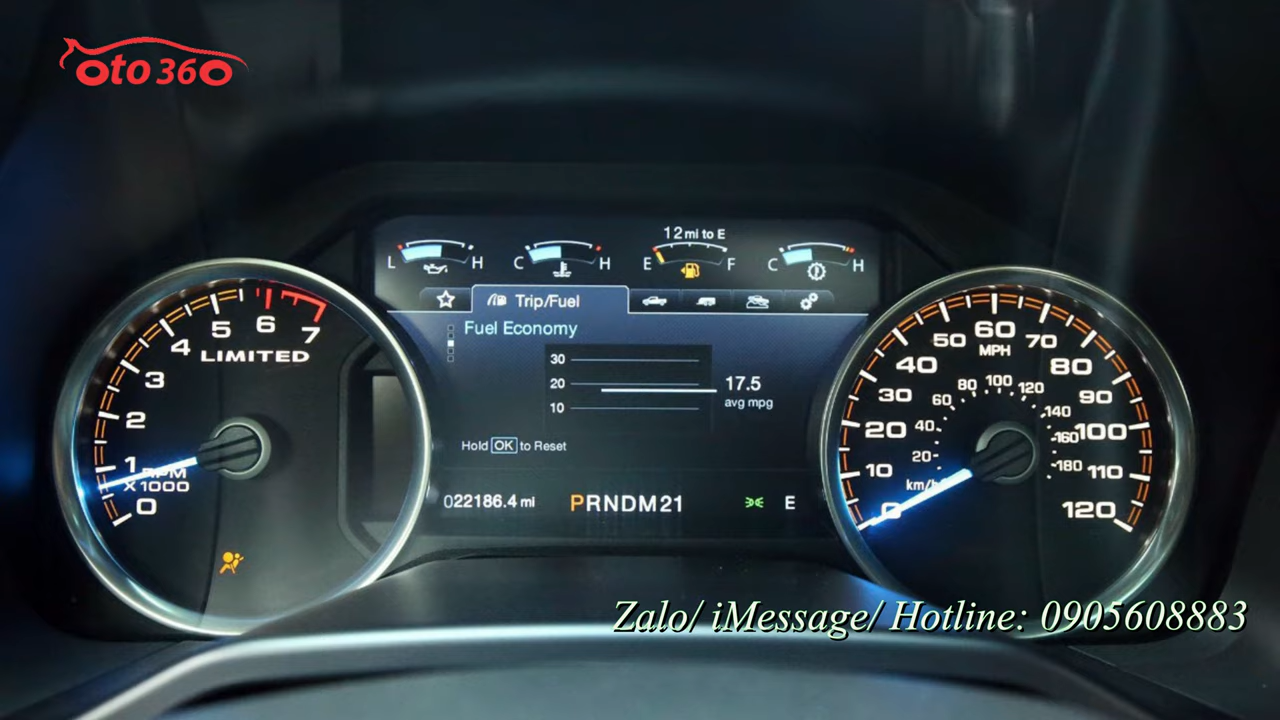 oto 360
12 mi to E
L H C H E F C H
Trip/Fuel
Fuel Economy
30
20
10
17.5
avg mpg
Hold OK to Reset
022186.4 mi PRNDM21 E
0 1 2 3 4 5 6 7
LIMITED
RPM
X 1000
0 10 20 30 40 50 60 70 80 90 100 110 120
MPH
20 40 60 80 100 120 140 160 180
km/h
Zalo/ iMessage/ Hotline: 0905608883